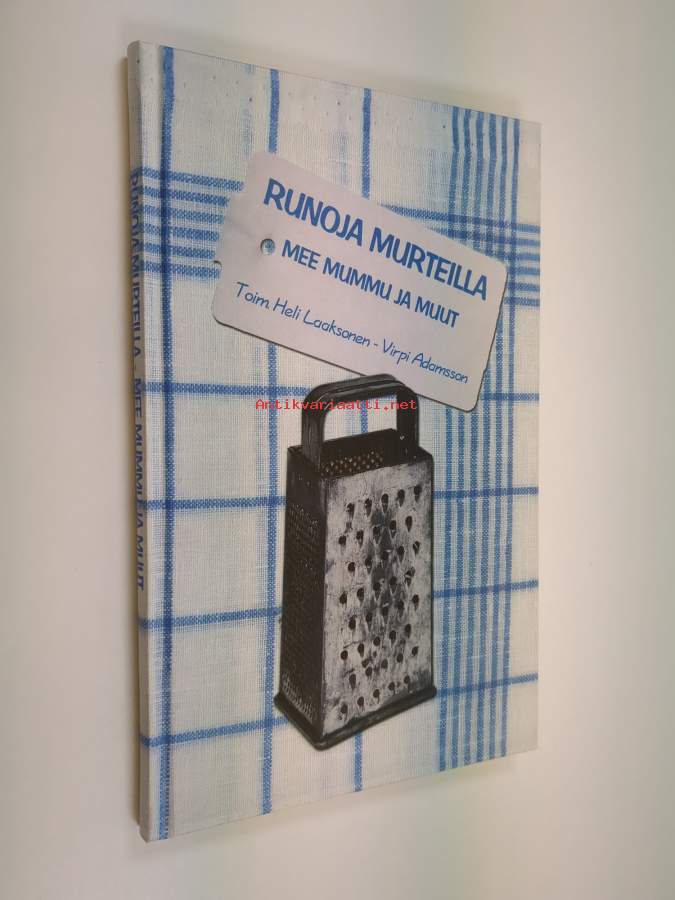 RUNOJA MURTEILLA
MEE MUMMU JA MUUT
Toim. Heli Laaksonen - Virpi Adamsson
Antikvariaatti.net
RUNOJA MURTEILLA - MEE MUMMU JA MUUT